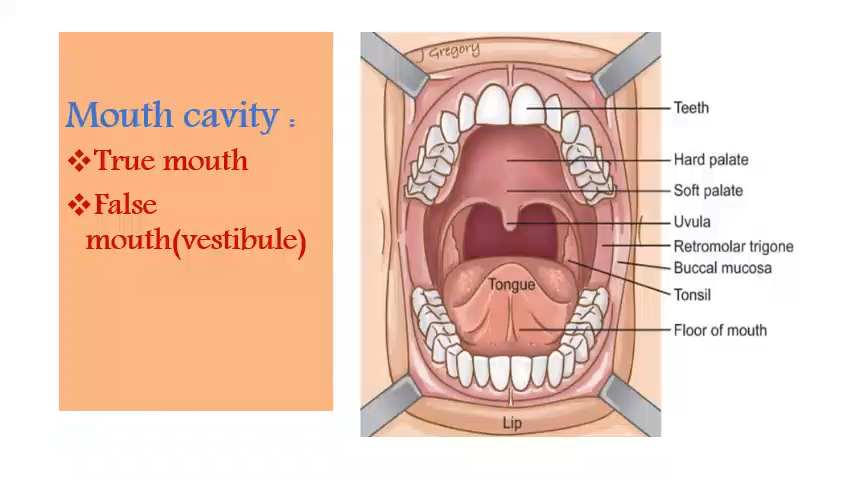 Mouth cavity :
❖True mouth
❖False
mouth(vestibule)
J Gregory
Teeth
Hard palate
Soft palate
Uvula
Retromolar trigone
Buccal mucosa
Tonsil
Tongue
Floor of mouth
Lip